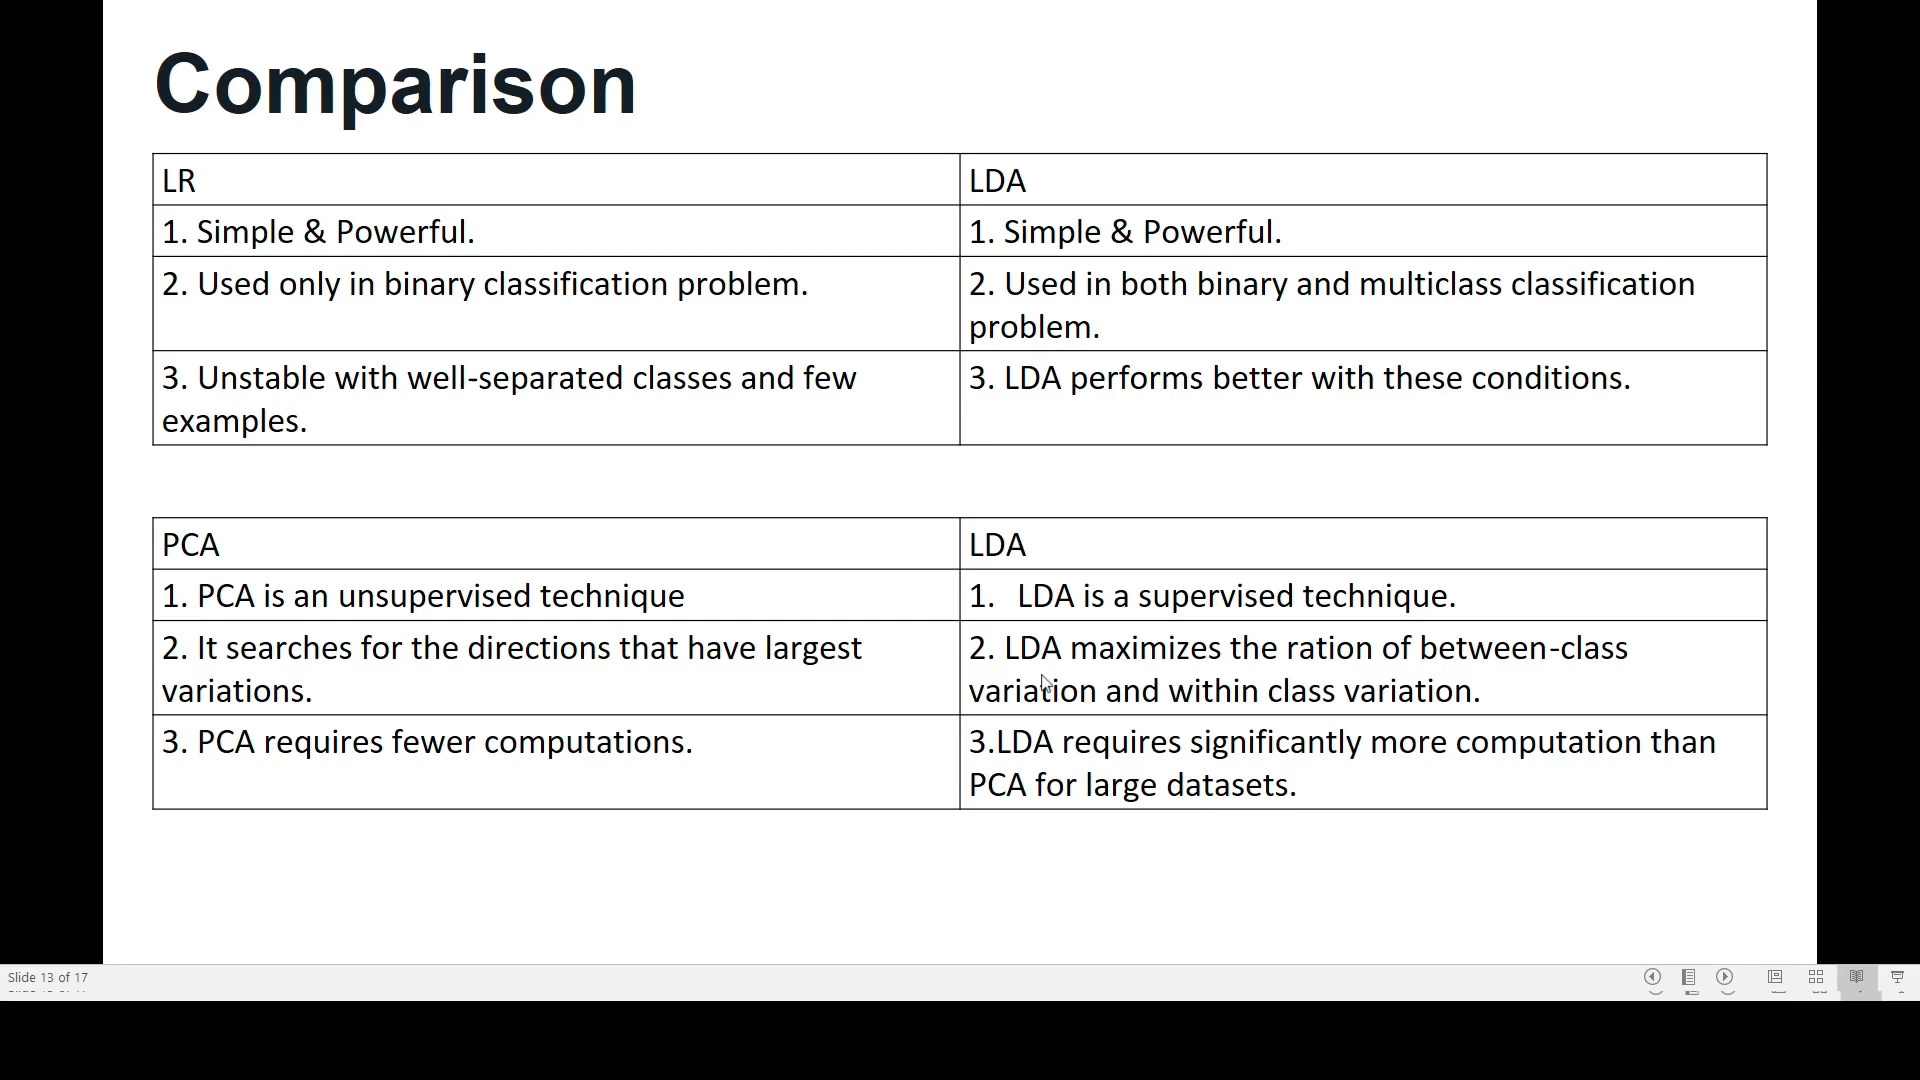 Comparison
LR
LDA
1. Simple & Powerful.
1. Simple & Powerful.
2. Used only in binary classification problem.
2. Used in both binary and multiclass classification
problem.
3. Unstable with well-separated classes and few
examples.
3. LDA performs better with these conditions.
PCA
LDA
1. PCA is an unsupervised technique
1. LDA is a supervised technique.
2. It searches for the directions that have largest
variations.
2. LDA maximizes the ration of between-class
variation and within class variation.
3. PCA requires fewer computations.
3.LDA requires significantly more computation than
PCA for large datasets.
Slide 13 of 17